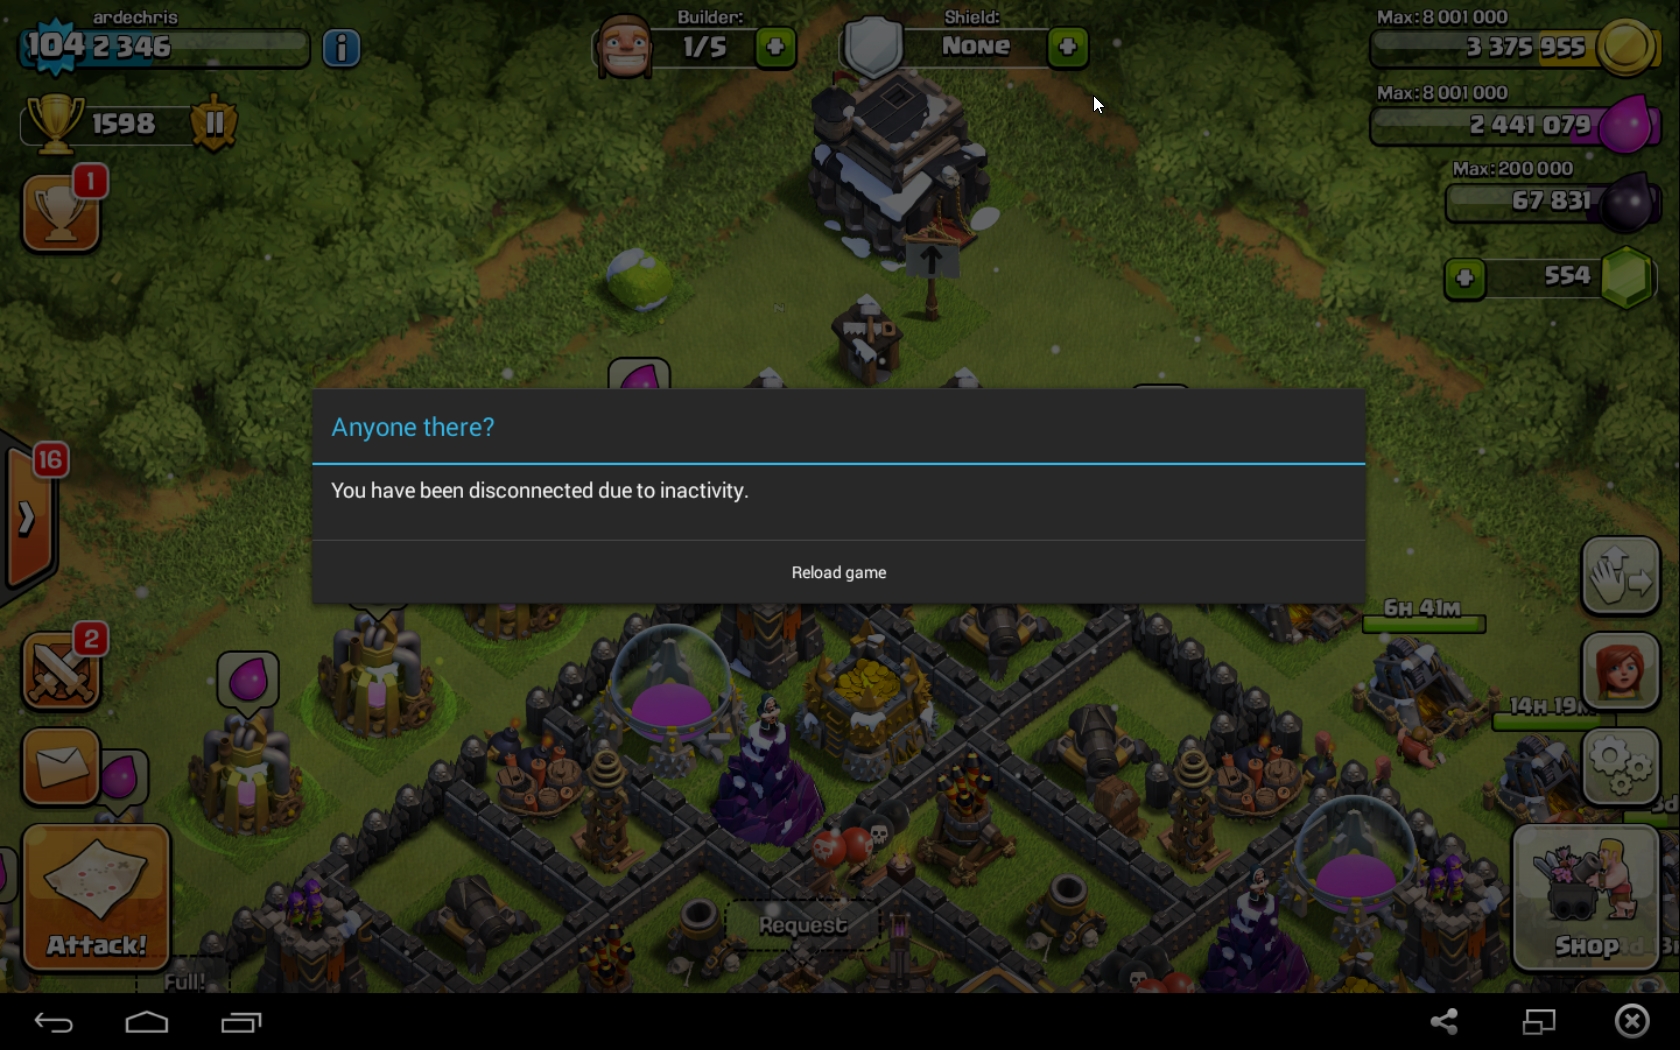 ardechris
Builder:
Shield:
Max: 8 001 000
104
2 346
i
1/5
None
3 375 955
Max: 8 001 000
1598
II
2 441 079
1
Max: 200 000
67 831
554
Anyone there?
16
You have been disconnected due to inactivity.
Reload game
6H 41M
2
14H 19M
Request
Attack!
Shop
Full!